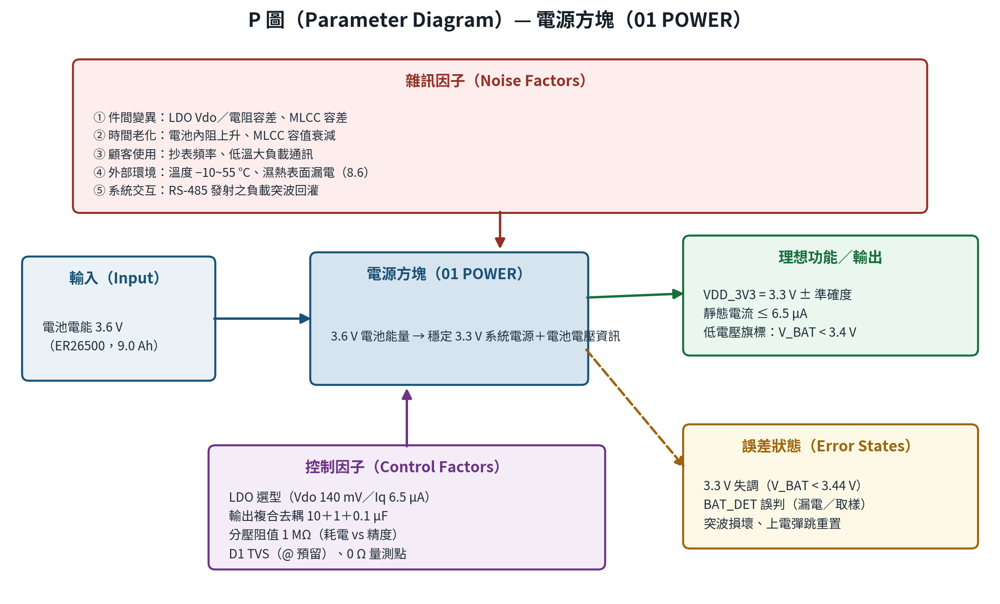 P 圖（Parameter Diagram）— 電源方塊（01 POWER）
雜訊因子（Noise Factors）
① 件間變異：LDO Vdo／電阻容差、MLCC 容差
② 時間老化：電池內阻上升、MLCC 容值衰減
③ 顧客使用：抄表頻率、低溫大負載通訊
④ 外部環境：溫度 −10~55 °C、濕熱表面漏電（8.6）
⑤ 系統交互：RS-485 發射之負載突波回灌
輸入（Input）
電池電能 3.6 V
（ER26500，9.0 Ah）
電源方塊（01 POWER）
3.6 V 電池能量 → 穩定 3.3 V 系統電源＋電池電壓資訊
理想功能／輸出
VDD_3V3 = 3.3 V ± 準確度
靜態電流 ≤ 6.5 µA
低電壓旗標：V_BAT < 3.4 V
控制因子（Control Factors）
LDO 選型（Vdo 140 mV／Iq 6.5 µA）
輸出複合去耦 10＋1＋0.1 µF
分壓阻值 1 MΩ（耗電 vs 精度）
D1 TVS（@ 預留）、0 Ω 量測點
誤差狀態（Error States）
3.3 V 失調（V_BAT < 3.44 V）
BAT_DET 誤判（漏電／取樣）
突波損壞、上電彈跳重置